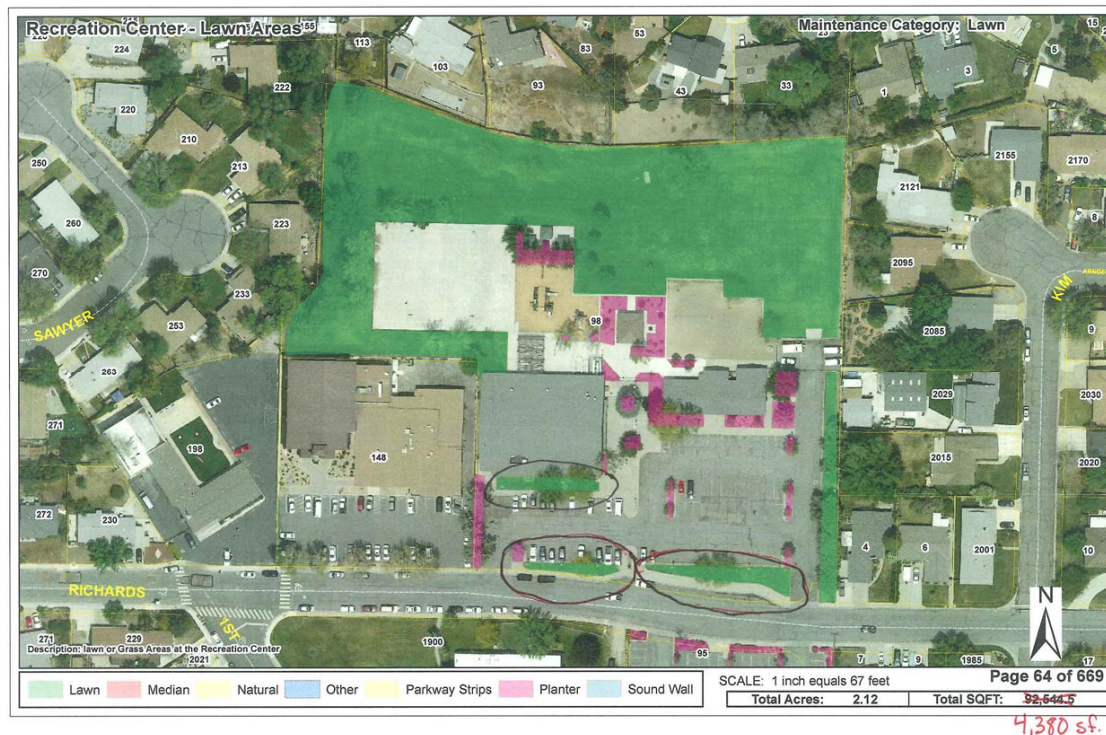 Recreation Center - Lawn Areas
Maintenance Category: Lawn
155
224
222
113
103
83
93
53
43
33
23
1
3
5
15
220
210
213
250
260
223
270
233
SAWYER
253
263
271
198
148
98
2155
2170
2121
8
2095
KIM
2085
9
2029
2030
2015
2020
272
230
4
6
2001
10
RICHARDS
1ST
271
229
1900
95
7
9
1985
17
N
Description: lawn or Grass Areas at the Recreation Center
2021
Lawn
Median
Natural
Other
Parkway Strips
Planter
Sound Wall
SCALE: 1 inch equals 67 feet
Page 64 of 669
Total Acres: 2.12
Total SQFT: 92,544.5
4,380 sf.